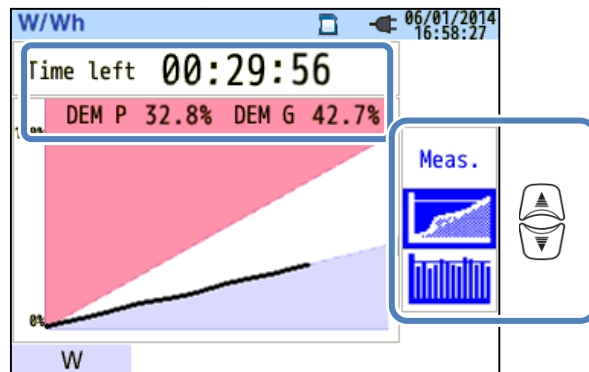 W/Wh
06/01/2014
16:58:27
Time left 00:29:56
DEM P 32.8% DEM G 42.7%
Meas.
0%
W